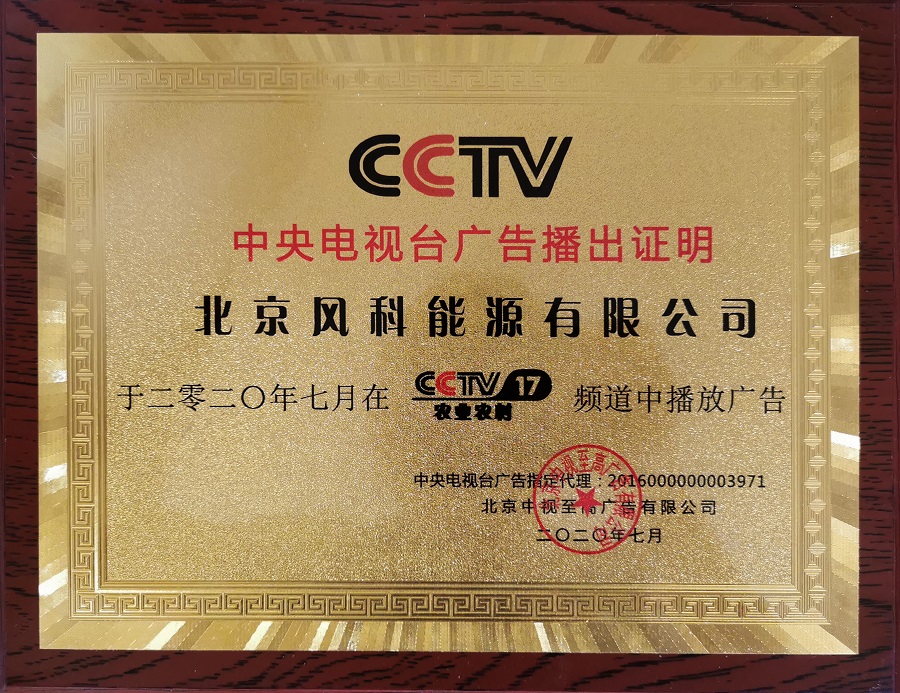 CCTV
中央电视台广告播出证明
北京风科能源有限公司
于二零二〇年七月在 CCTV 17 农业农村 频道中播放广告
中央电视台广告指定代理：2016000000003971
北京中视至高广告有限公司
二〇二〇年七月